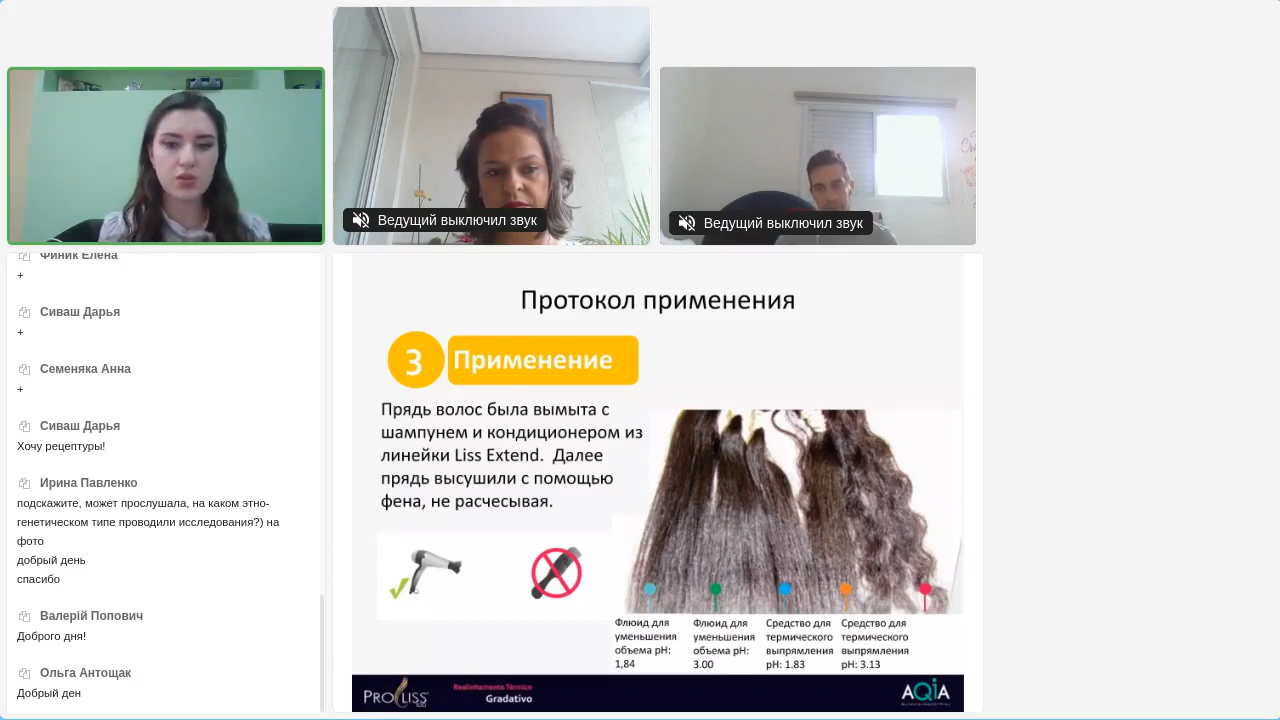 Ведущий выключил звук
Ведущий выключил звук
Финик Елена
+
Сиваш Дарья
+
Семеняка Анна
+
Сиваш Дарья
Хочу рецептуры!
Ирина Павленко
подскажите, может прослушала, на каком этно-
генетическом типе проводили исследования?) на
фото
добрый день
спасибо
Валерій Попович
Доброго дня!
Ольга Антощак
Добрый ден
Протокол применения
3 Применение
Прядь волос была вымыта с
шампунем и кондиционером из
линейки Liss Extend. Далее
прядь высушили с помощью
фена, не расчесывая.
Флюид для
уменьшения
объема pH:
1,84
Флюид для
уменьшения
объема pH:
3.00
Средство для
термического
выпрямления
pH: 1.83
Средство для
термического
выпрямления
pH: 3.13
PROLISS
100
Realinhamento Térmico
Gradativo
AQIA